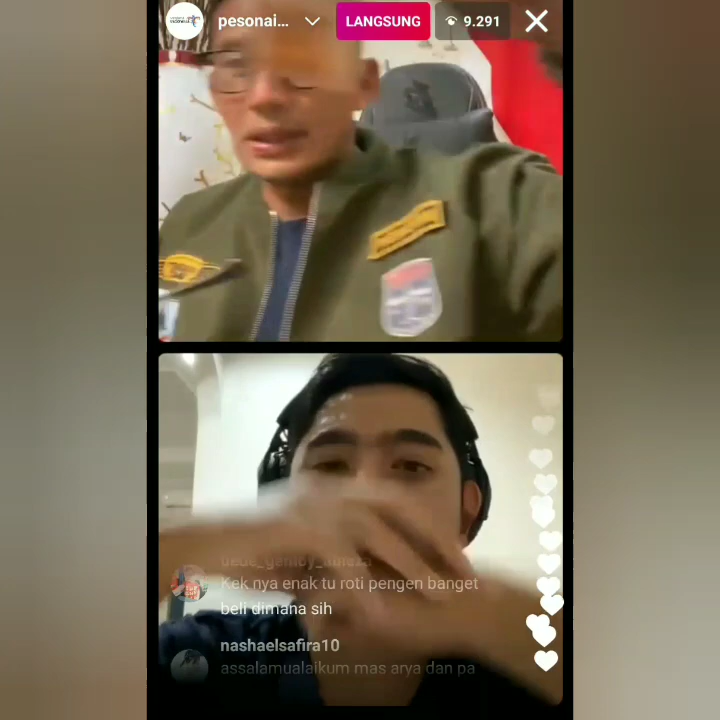 pesonai...
LANGSUNG
9.291
Kek nya enak tu roti pengen banget
beli dimana sih
nashaelsafira10
assalamualaikum mas arya dan pa